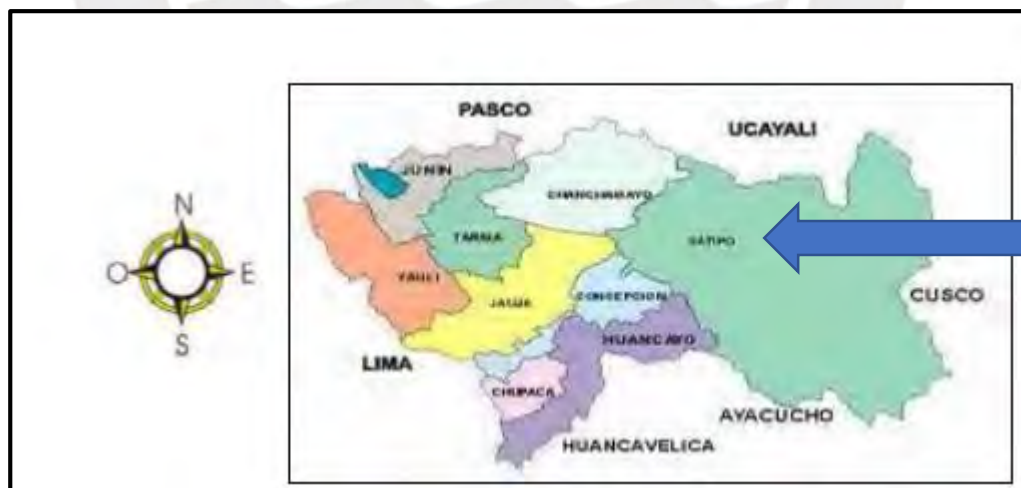 PASCO
UCAYALI
JUNIN
CHANCHAMAYO
TARMA
SATIPO
N
O E
S
YAULI
JAUJA
CONCEPCION
CUSCO
HUANCAYO
LIMA
CHUPACA
AYACUCHO
HUANCAVELICA